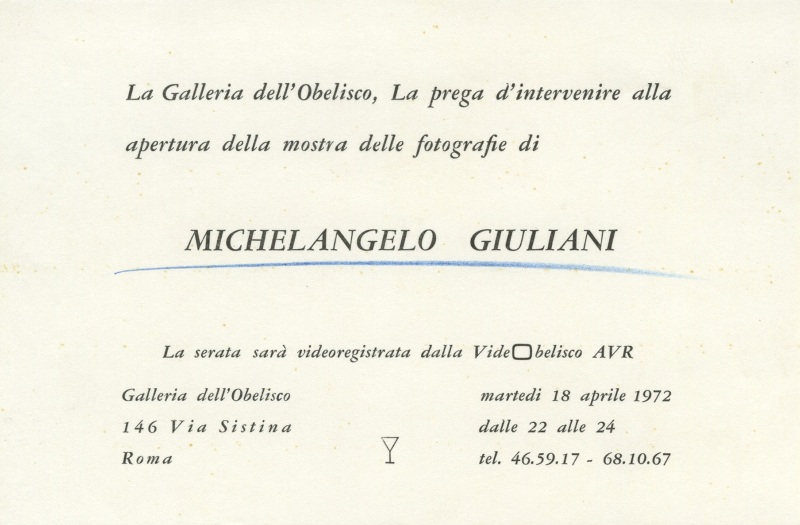 La Galleria dell'Obelisco, La prega d'intervenire alla
apertura della mostra delle fotografie di
MICHELANGELO GIULIANI
La serata sarà videoregistrata dalla VideObelisco AVR
Galleria dell'Obelisco
146 Via Sistina
Roma
martedi 18 aprile 1972
dalle 22 alle 24
tel. 46.59.17 - 68.10.67